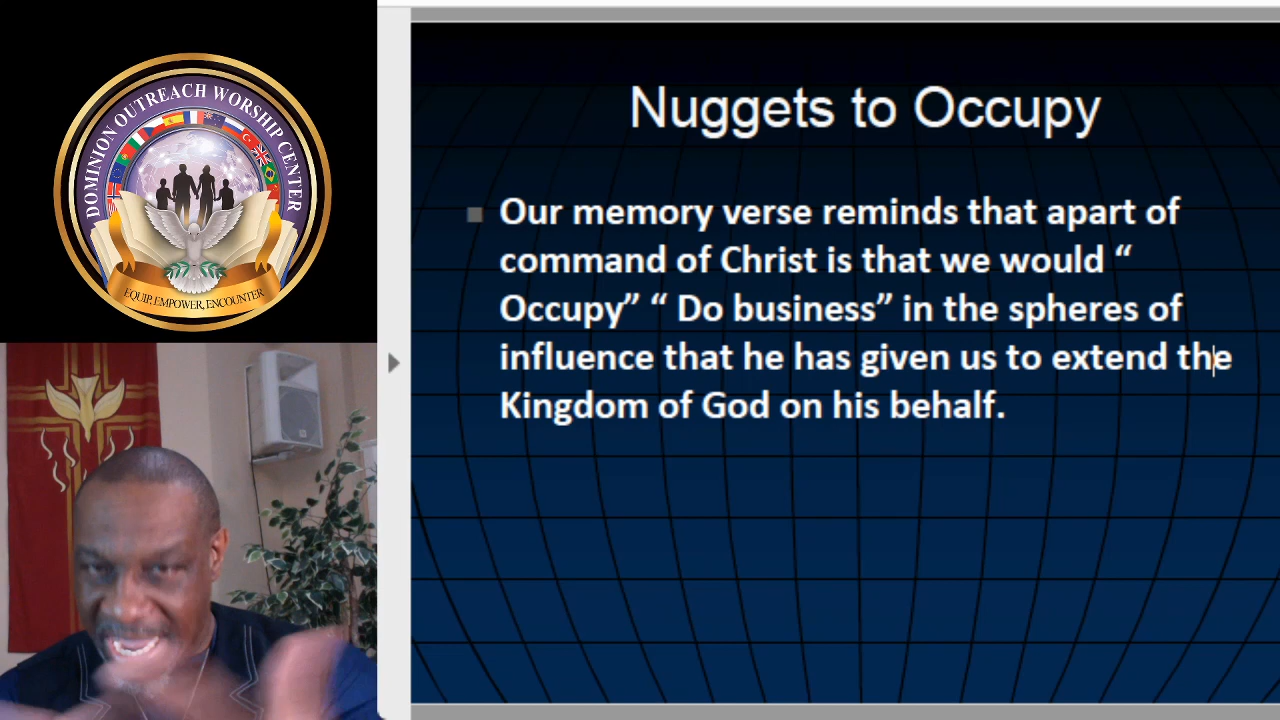 DOMINION OUTREACH WORSHIP CENTER
EQUIP, EMPOWER, ENCOUNTER
Nuggets to Occupy
Our memory verse reminds that apart of
command of Christ is that we would “
Occupy” “ Do business” in the spheres of
influence that he has given us to extend the
Kingdom of God on his behalf.